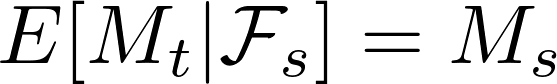 $E[M_t|\mathcal{F}_s] = M_s$